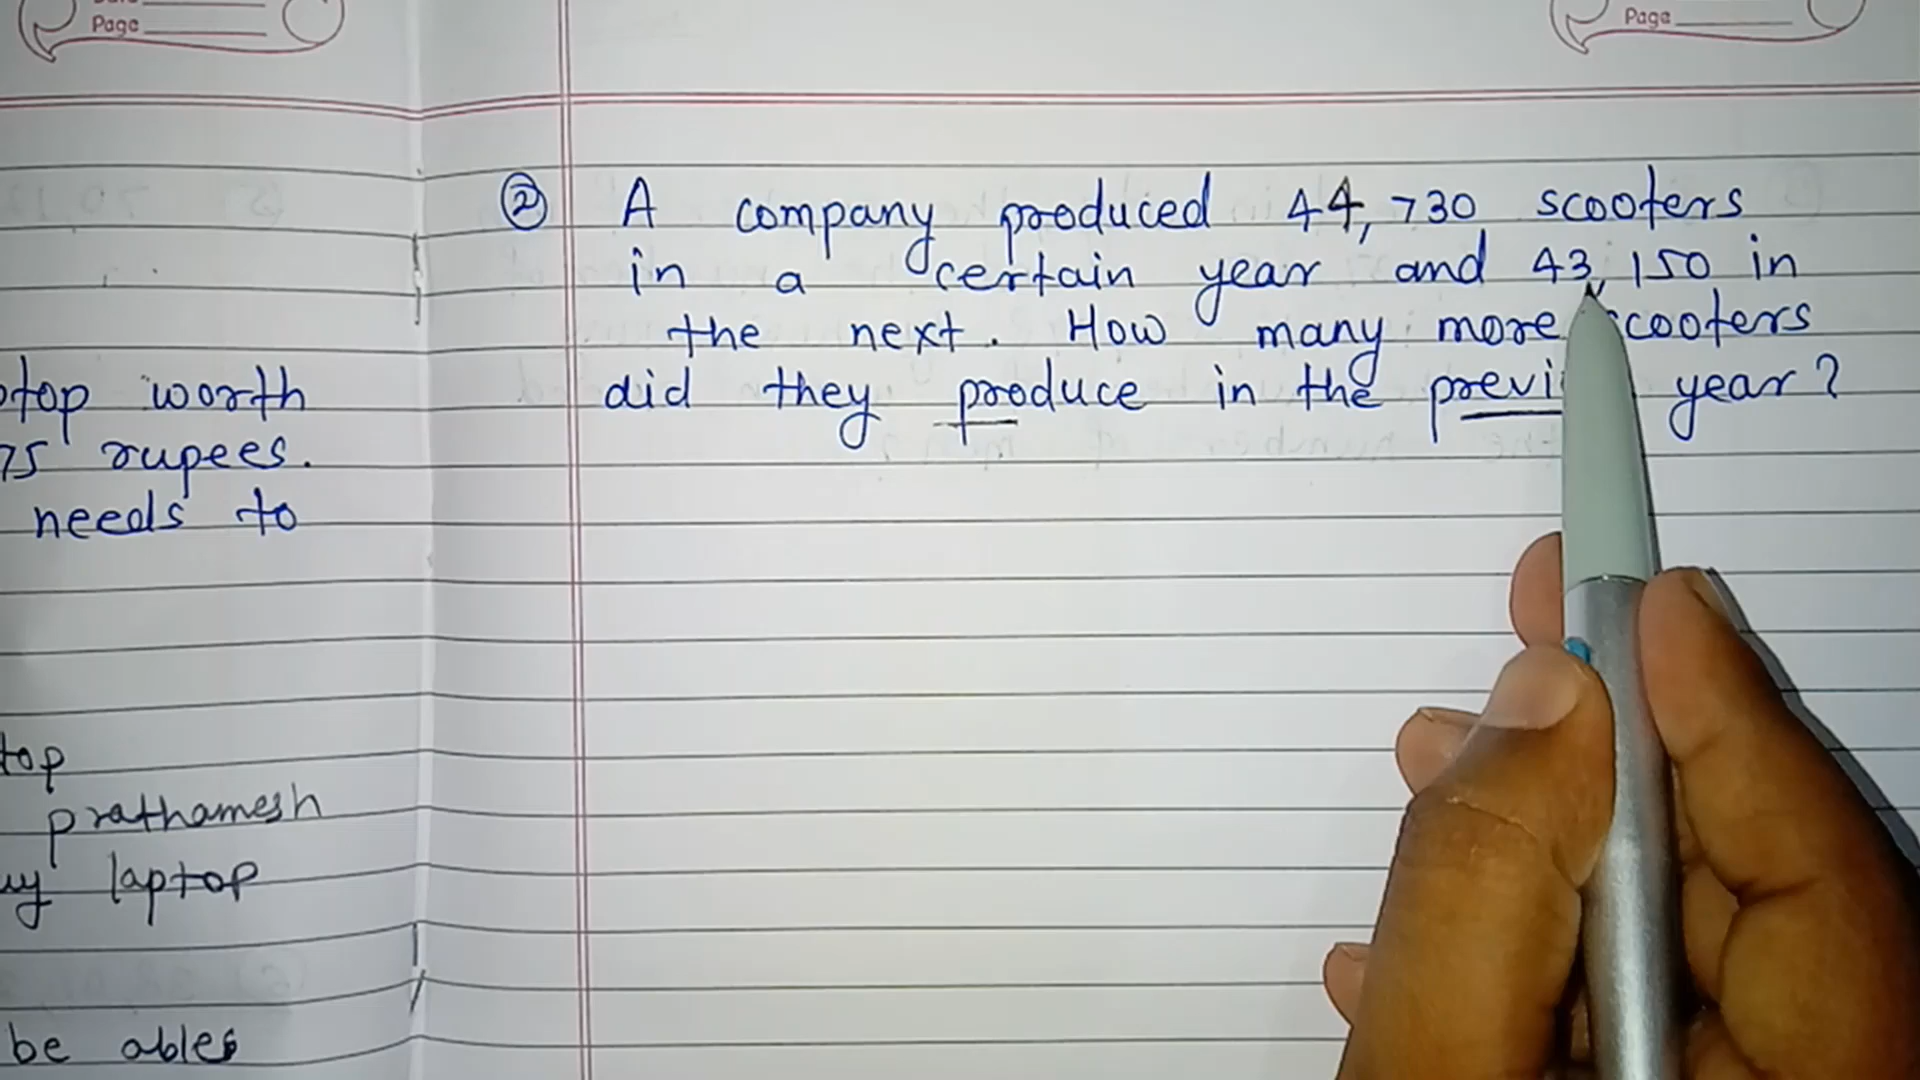 Page
Page
② A company produced 44,730 scooters
in a certain year and 43,150 in
the next. How many more scooters
did they produce in the previ year?
top worth
75 rupees.
needs to
top
prathamesh
laptop
be ables